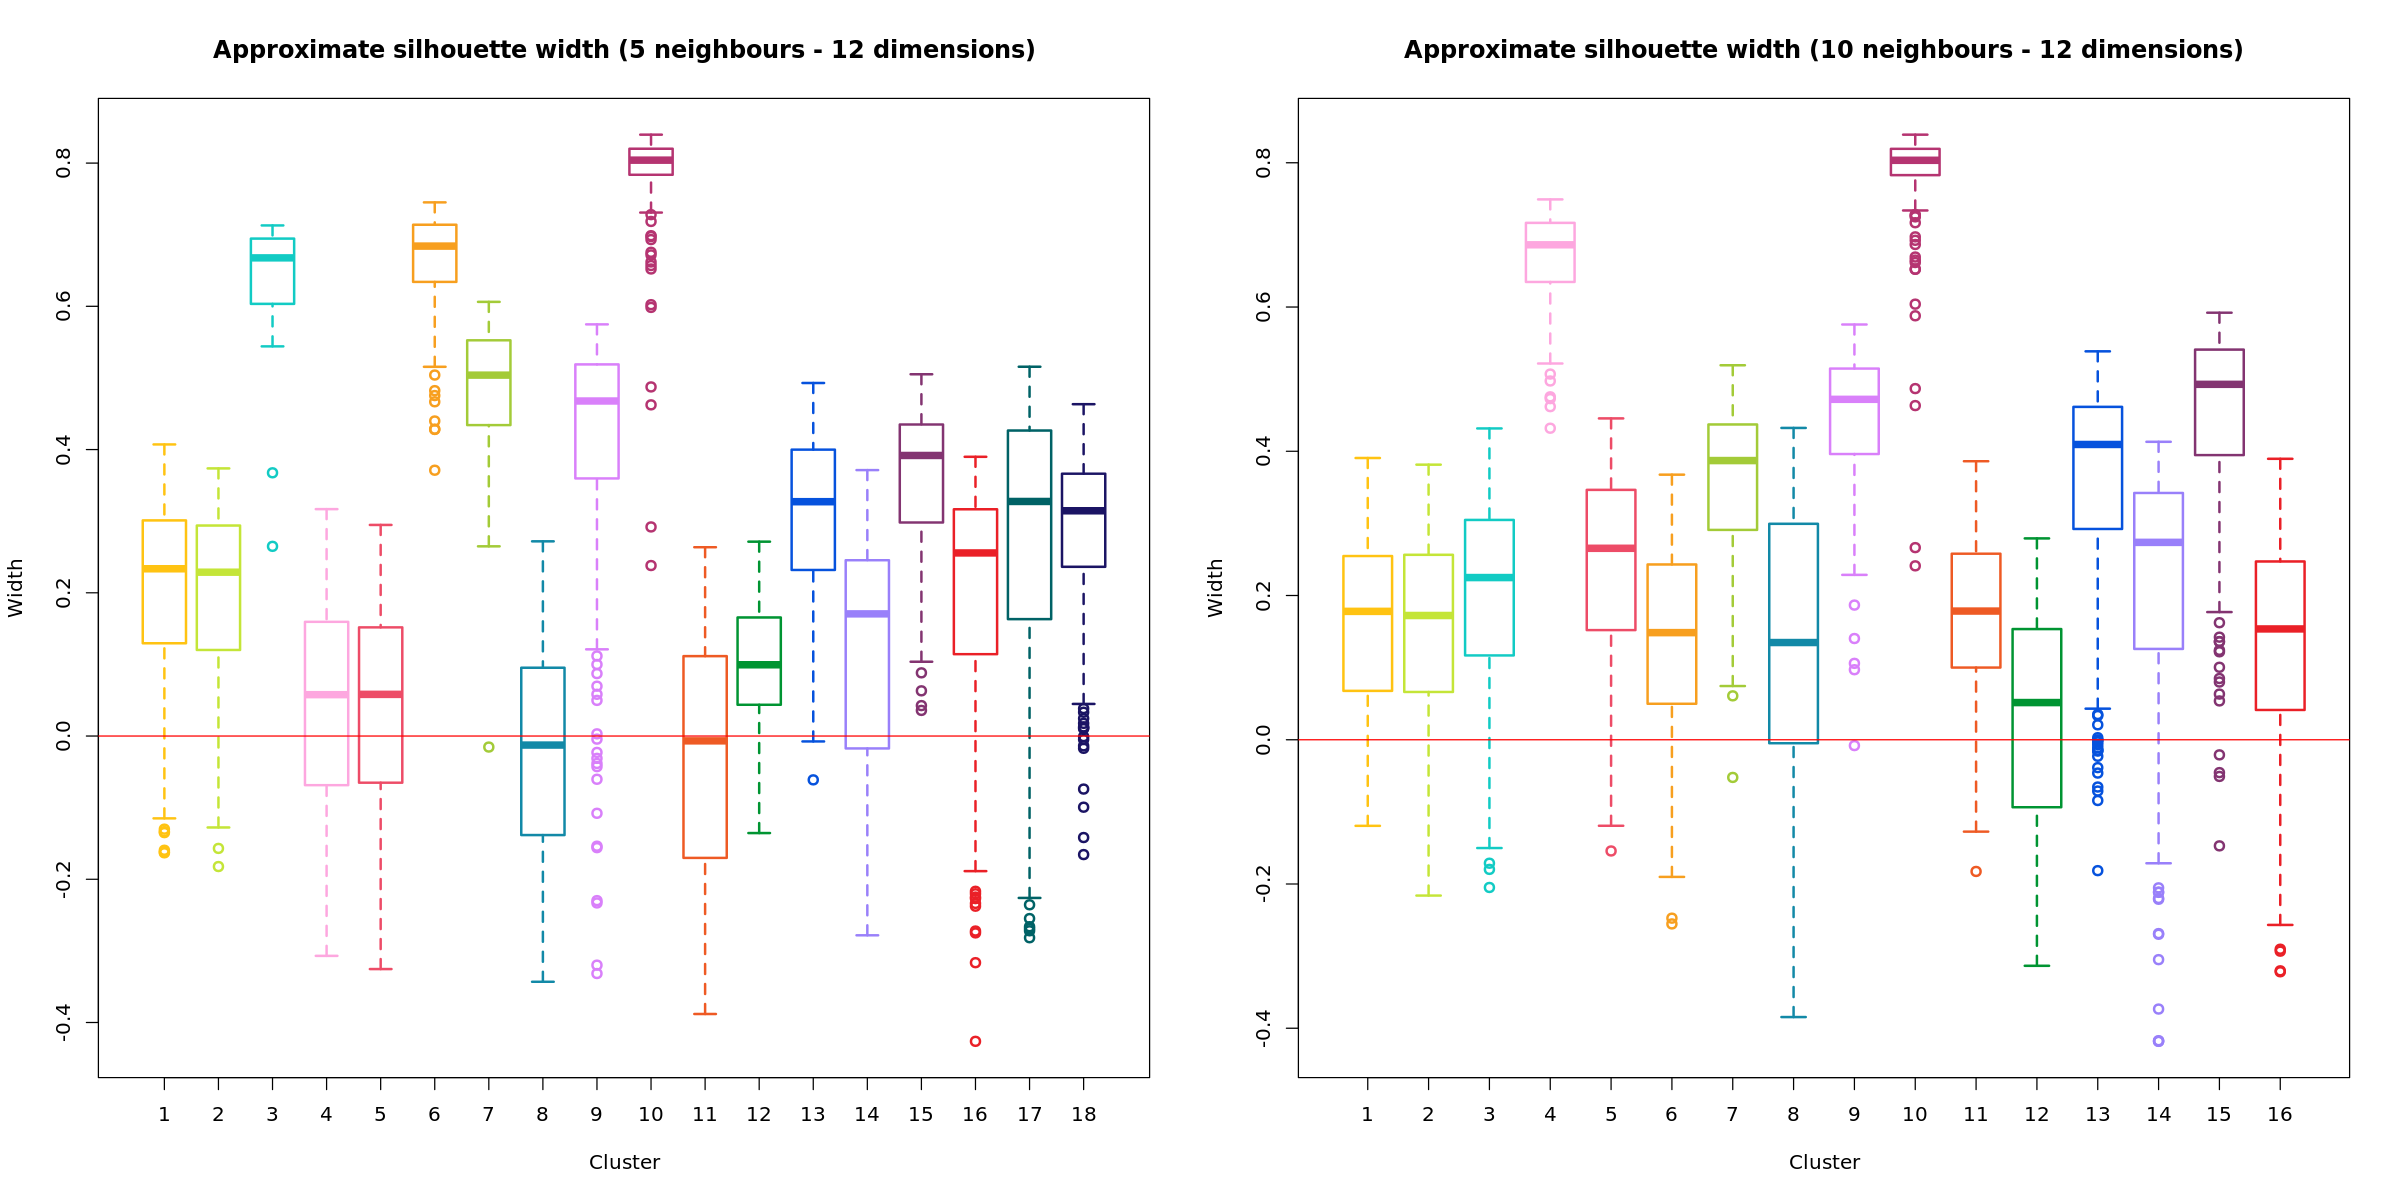 Approximate silhouette width (5 neighbours - 12 dimensions)
Width
0.8
0.6
0.4
0.2
0.0
-0.2
-0.4
1 2 3 4 5 6 7 8 9 10 11 12 13 14 15 16 17 18
Cluster
Approximate silhouette width (10 neighbours - 12 dimensions)
Width
0.8
0.6
0.4
0.2
0.0
-0.2
-0.4
1 2 3 4 5 6 7 8 9 10 11 12 13 14 15 16
Cluster